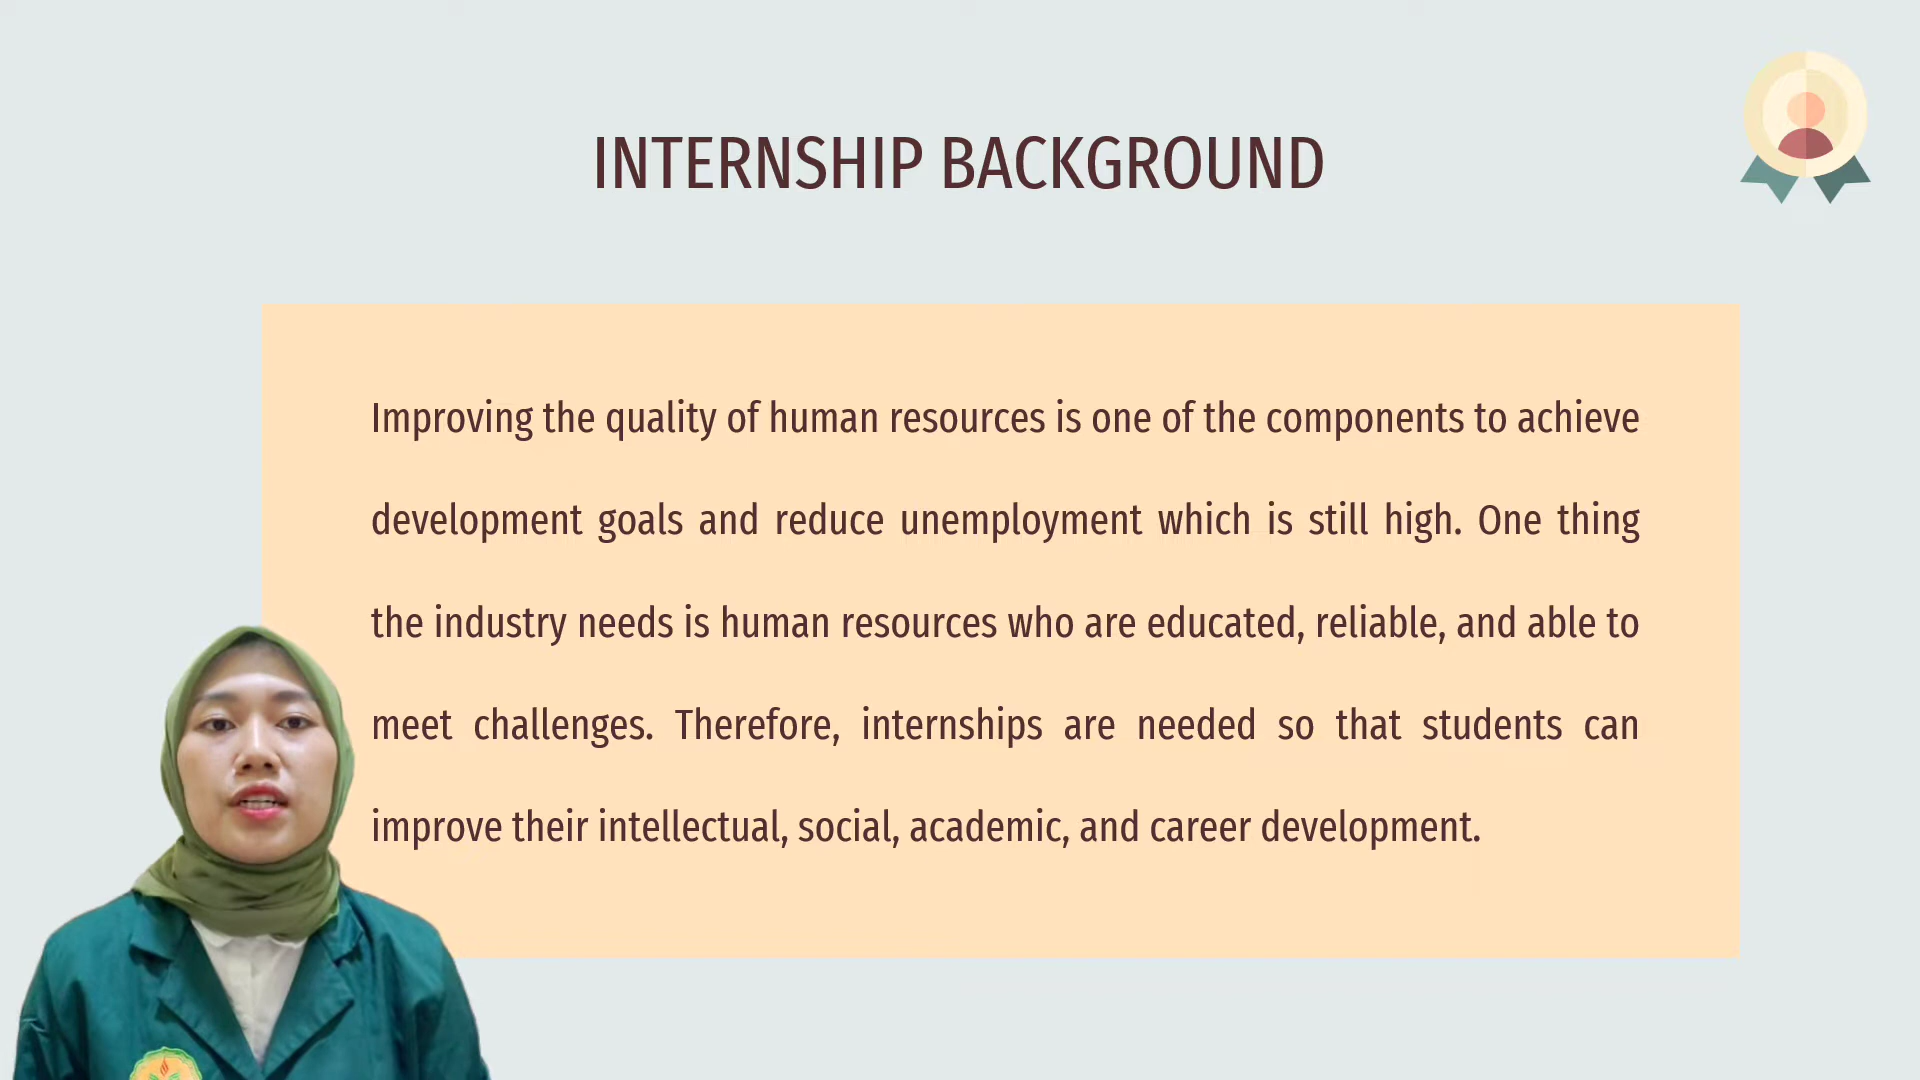 INTERNSHIP BACKGROUND
Improving the quality of human resources is one of the components to achieve
development goals and reduce unemployment which is still high. One thing
the industry needs is human resources who are educated, reliable, and able to
meet challenges. Therefore, internships are needed so that students can
improve their intellectual, social, academic, and career development.